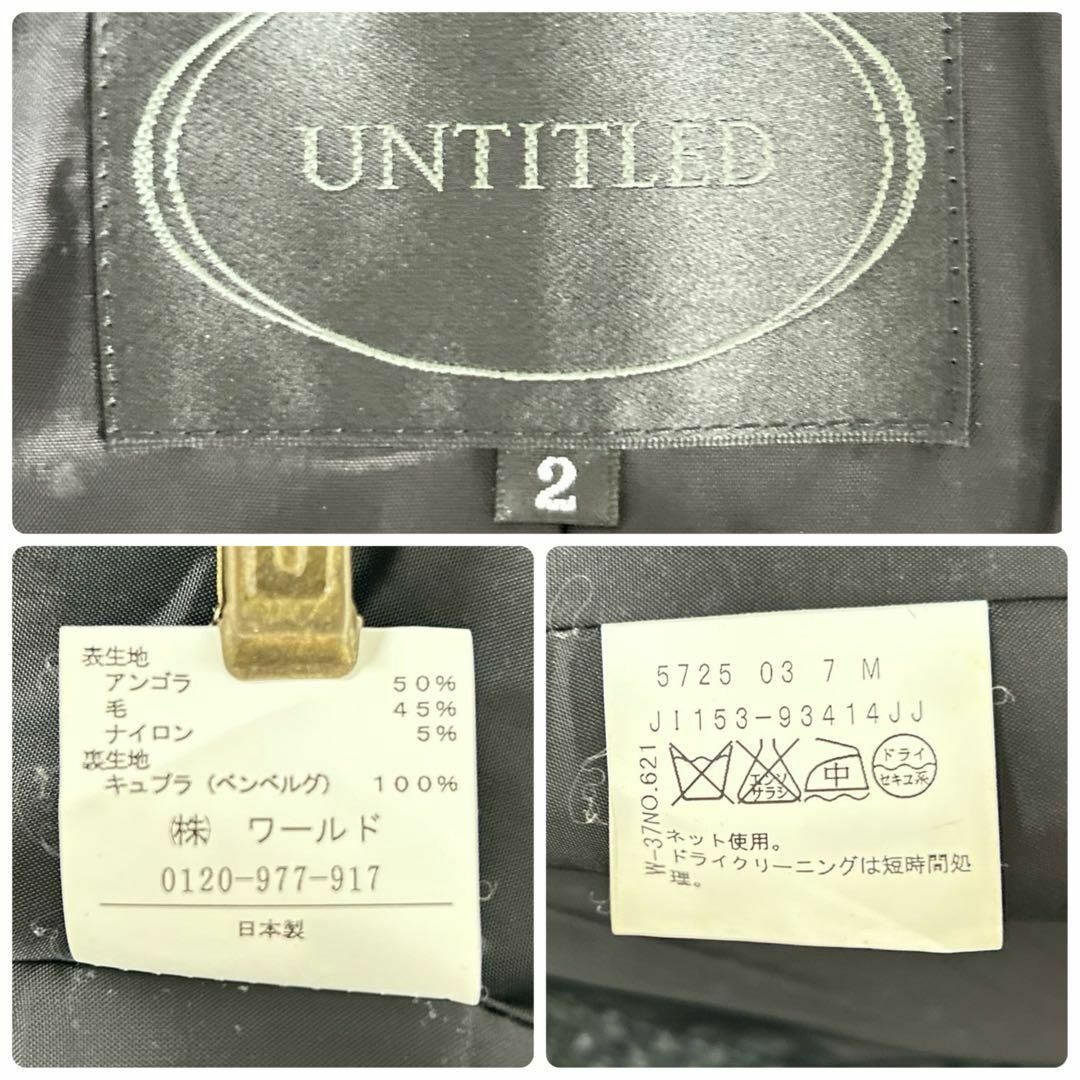 UNTITLED
2
表生地
アンゴラ 50%
毛 45%
ナイロン 5%
裏生地
キュプラ(ベンベルグ) 100%
㈱ ワールド
0120-977-917
日本製
5725 03 7 M
JI153-93414JJ
W-37NO.621
エンソ
サラシ
中
ドライ
セキユ系
ネット使用。
ドライクリーニングは短時間処
理。